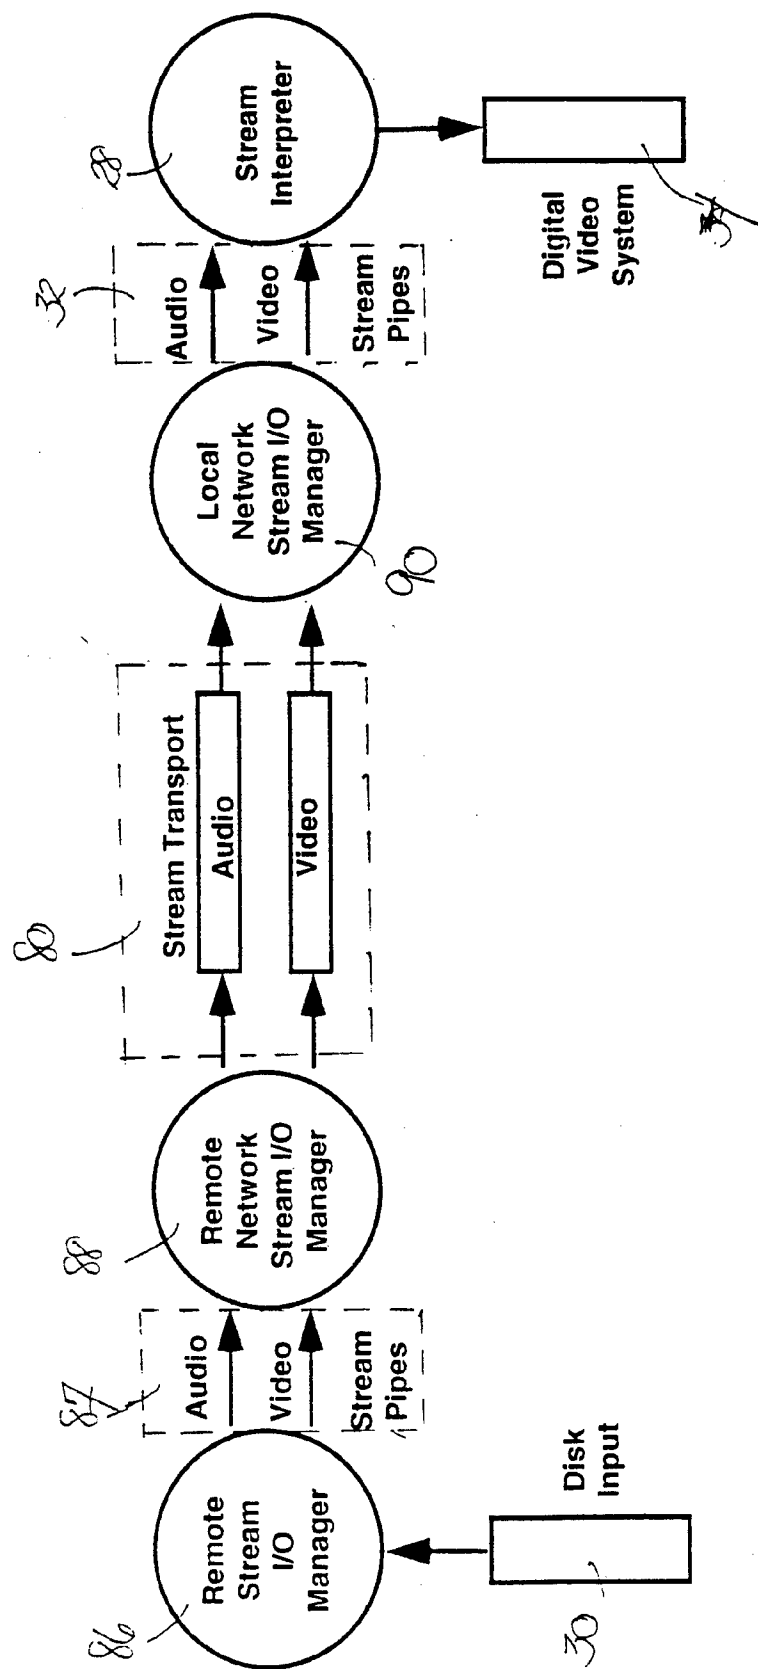 86
Remote
Stream
I/O
Manager
30
Disk
Input
87
Audio
Video
Stream
Pipes
88
Remote
Network
Stream I/O
Manager
80
Stream Transport
Audio
Video
Local
Network
Stream I/O
Manager
90
32
Audio
Video
Stream
Pipes
28
Stream
Interpreter
Digital
Video
System